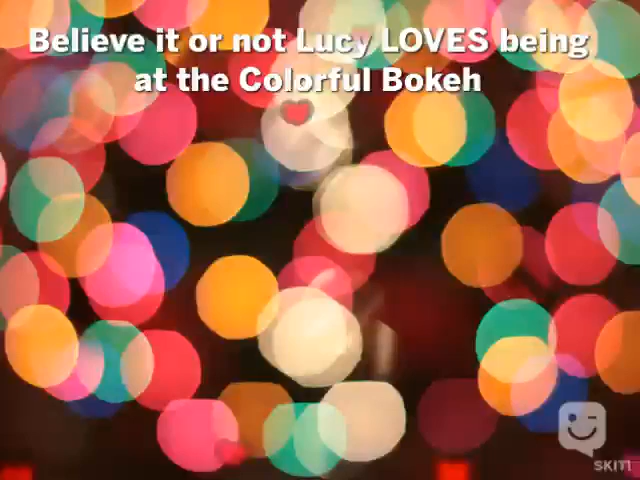 Believe it or not Lucy LOVES being
at the Colorful Bokeh
SKIT!